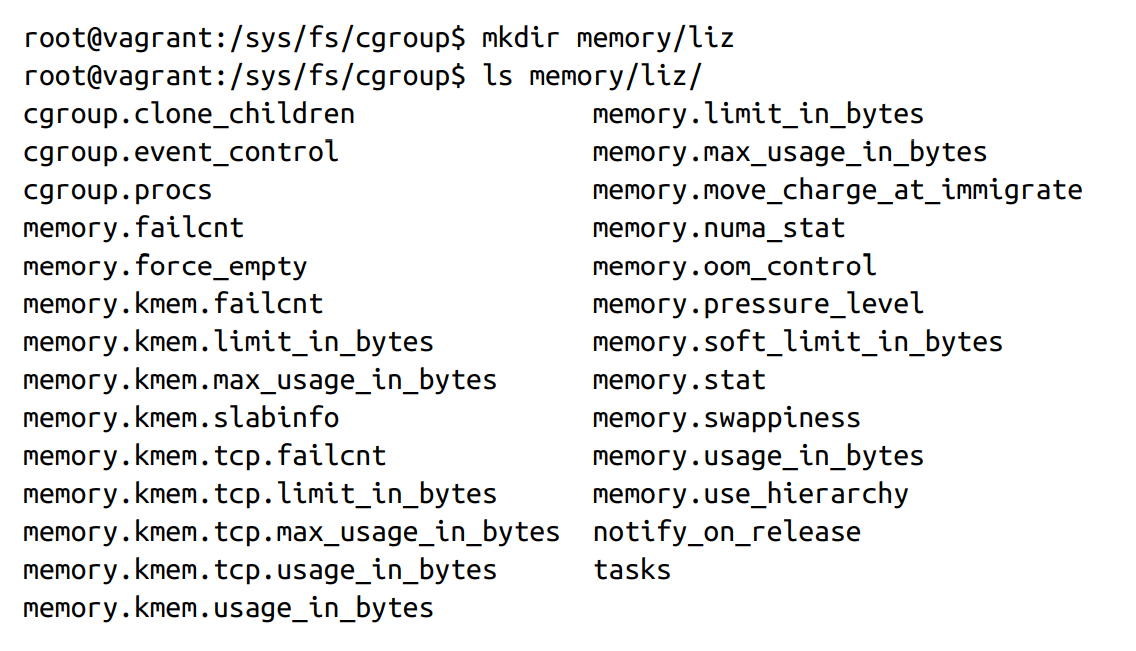 root@vagrant:/sys/fs/cgroup$ mkdir memory/liz
root@vagrant:/sys/fs/cgroup$ ls memory/liz/
cgroup.clone_children memory.limit_in_bytes
cgroup.event_control memory.max_usage_in_bytes
cgroup.procs memory.move_charge_at_immigrate
memory.failcnt memory.numa_stat
memory.force_empty memory.oom_control
memory.kmem.failcnt memory.pressure_level
memory.kmem.limit_in_bytes memory.soft_limit_in_bytes
memory.kmem.max_usage_in_bytes memory.stat
memory.kmem.slabinfo memory.swappiness
memory.kmem.tcp.failcnt memory.usage_in_bytes
memory.kmem.tcp.limit_in_bytes memory.use_hierarchy
memory.kmem.tcp.max_usage_in_bytes notify_on_release
memory.kmem.tcp.usage_in_bytes tasks
memory.kmem.usage_in_bytes